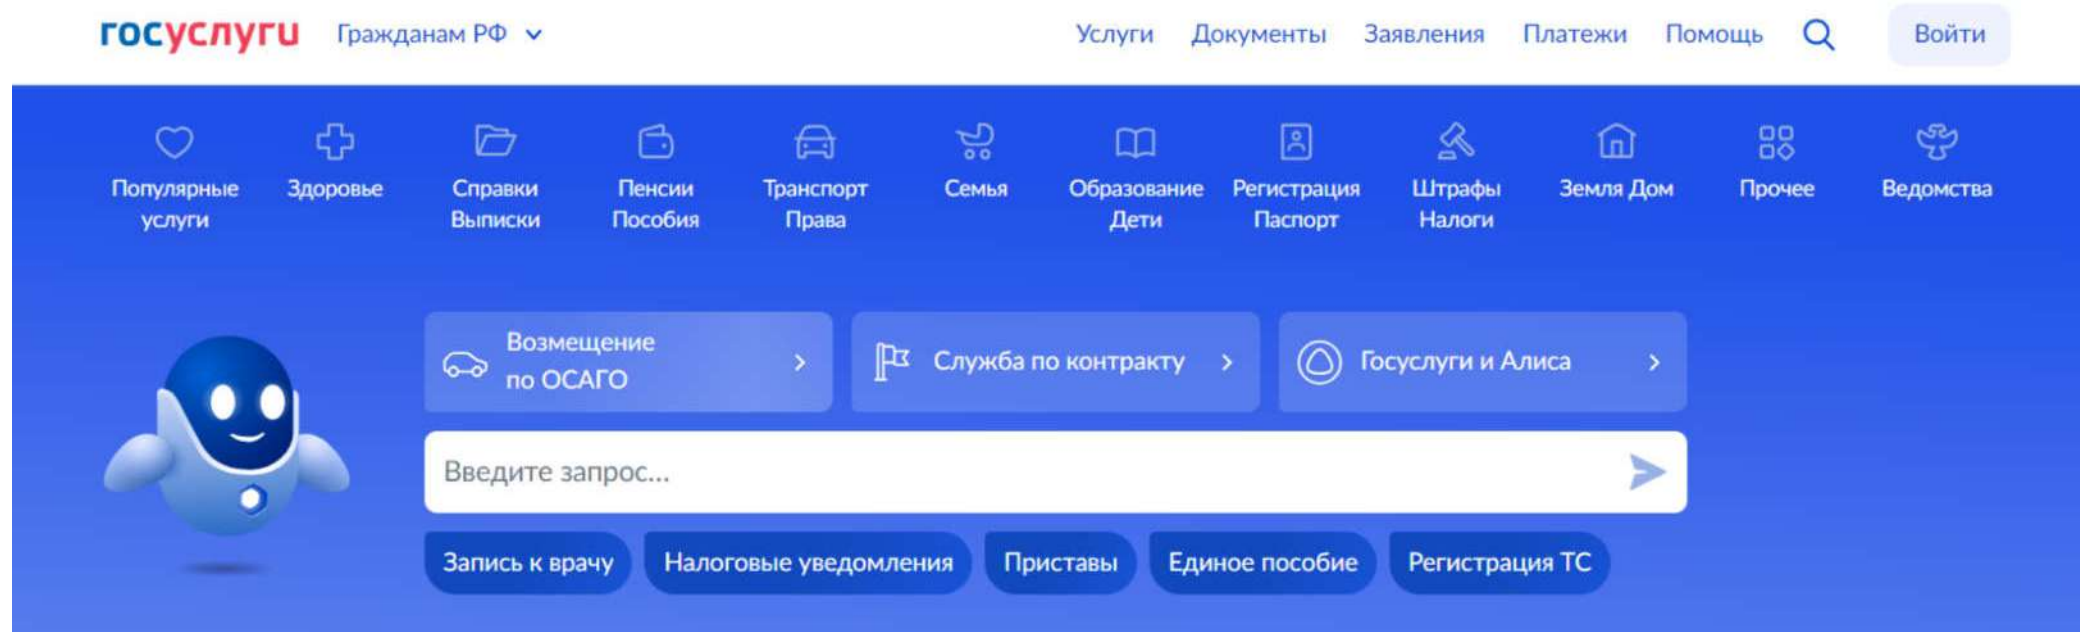 госуслуги Гражданам РФ Услуги Документы Заявления Платежи Помощь Войти
Популярные услуги
Здоровье
Справки Выписки
Пенсии Пособия
Транспорт Права
Семья
Образование Дети
Регистрация Паспорт
Штрафы Налоги
Земля Дом
Прочее
Ведомства
Возмещение
по ОСАГО
Служба по контракту
Госуслуги и Алиса
Введите запрос...
Запись к врачу Налоговые уведомления Приставы Единое пособие Регистрация ТС